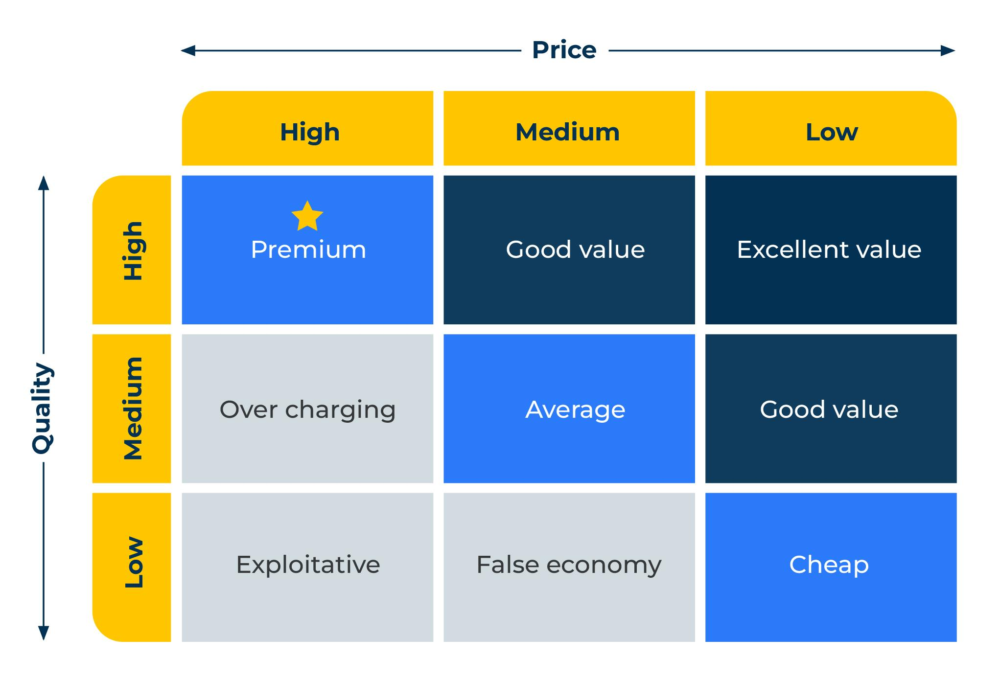 Price
High
Medium
Low
Quality
High
Premium
Good value
Excellent value
Medium
Over charging
Average
Good value
Low
Exploitative
False economy
Cheap